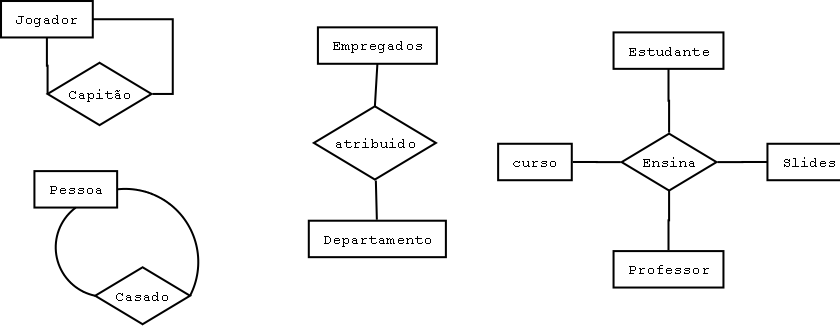 Jogador
Capitão
Pessoa
Casado
Empregados
atribuido
Departamento
Estudante
curso
Ensina
Slides
Professor